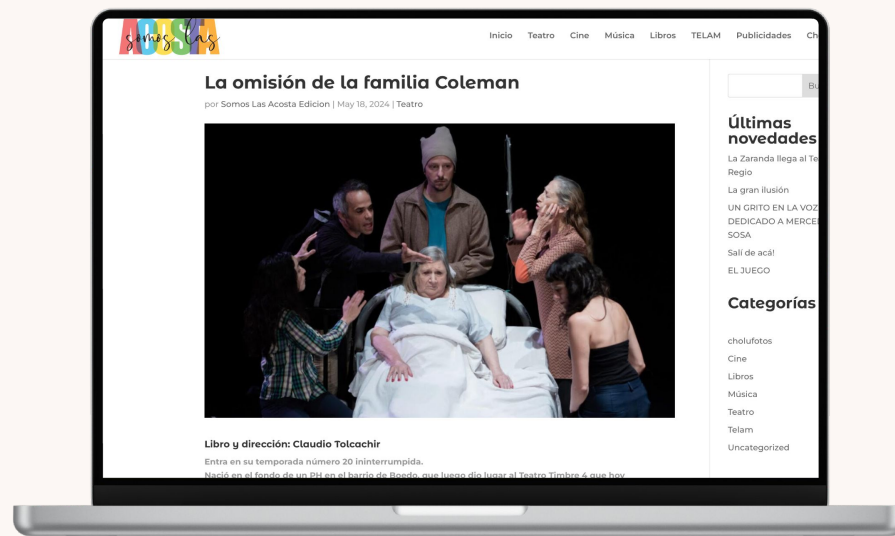 ACOSTA
somos las
Inicio Teatro Cine Música Libros TELAM Publicidades Ch
La omisión de la familia Coleman
por Somos Las Acosta Edicion | May 18, 2024 | Teatro
Bu
Últimas
novedades
La Zaranda llega al Te
Regio
La gran ilusión
UN GRITO EN LA VOZ
DEDICADO A MERCE
SOSA
Salí de acá!
EL JUEGO
Categorías
cholufotos
Cine
Libros
Música
Teatro
Telam
Uncategorized
Libro y dirección: Claudio Tolcachir
Entra en su temporada número 20 ininterrumpida.
Nació en el fondo de un PH en el barrio de Boedo, que luego dio lugar al Teatro Timbre 4 que hoy